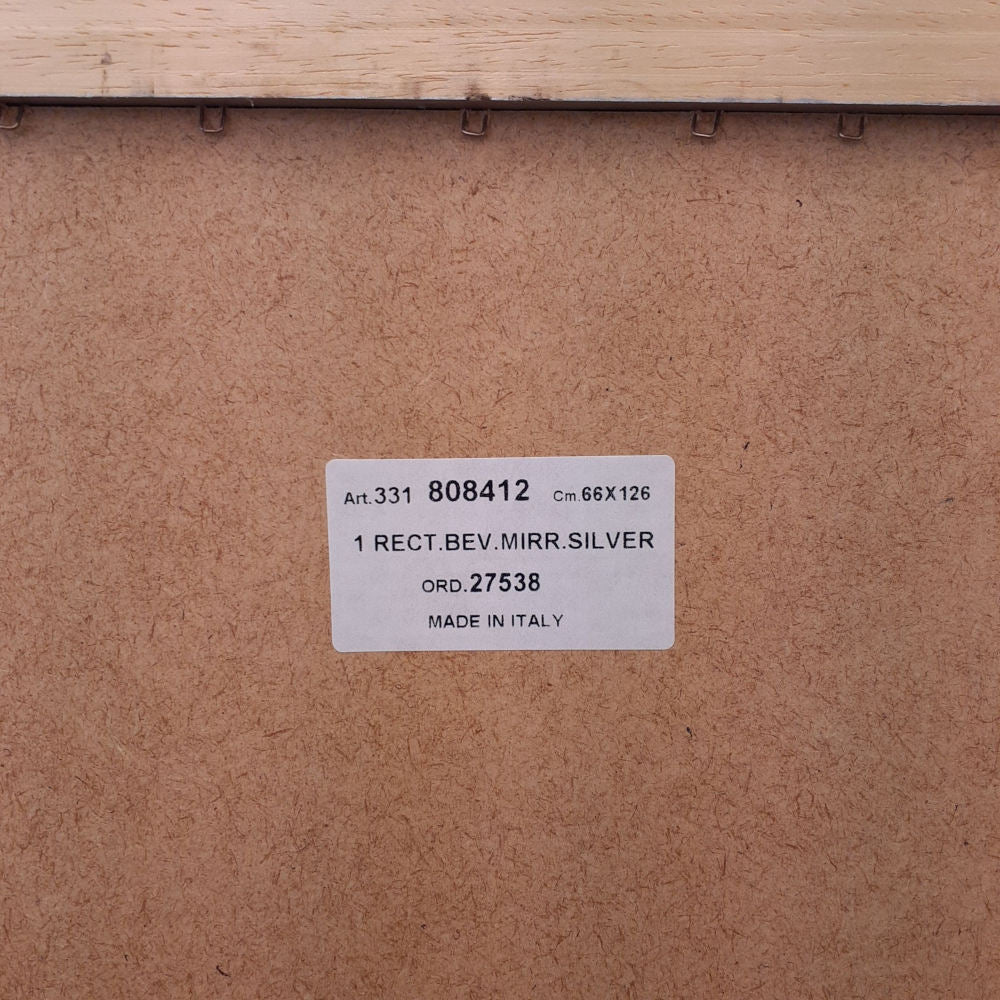 Art.331 808412 Cm.66X126
1 RECT.BEV.MIRR.SILVER
ORD.27538
MADE IN ITALY